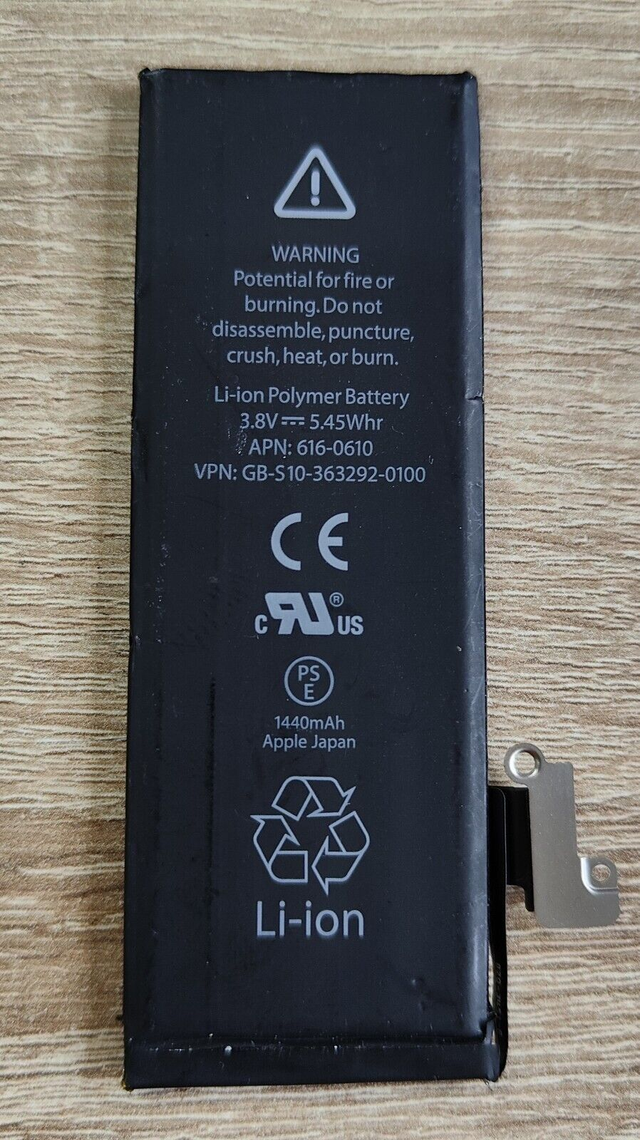 WARNING
Potential for fire or
burning. Do not
disassemble, puncture,
crush, heat, or burn.
Li-ion Polymer Battery
3.8V 5.45Whr
APN: 616-0610
VPN: GB-S10-363292-0100
CE
c RU ® US
PS
E
1440mAh
Apple Japan
Li-ion